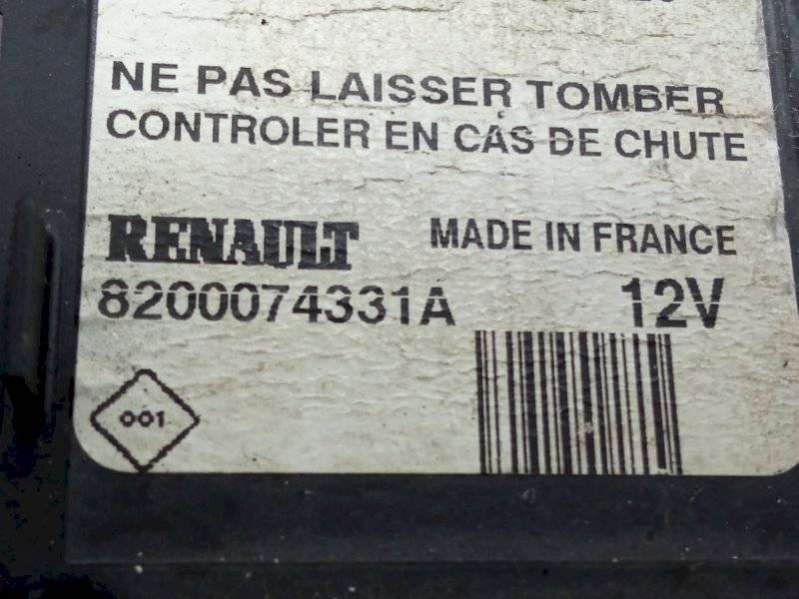 NE PAS LAISSER TOMBER
CONTROLER EN CAS DE CHUTE
RENAULT MADE IN FRANCE
8200074331A 12V
001